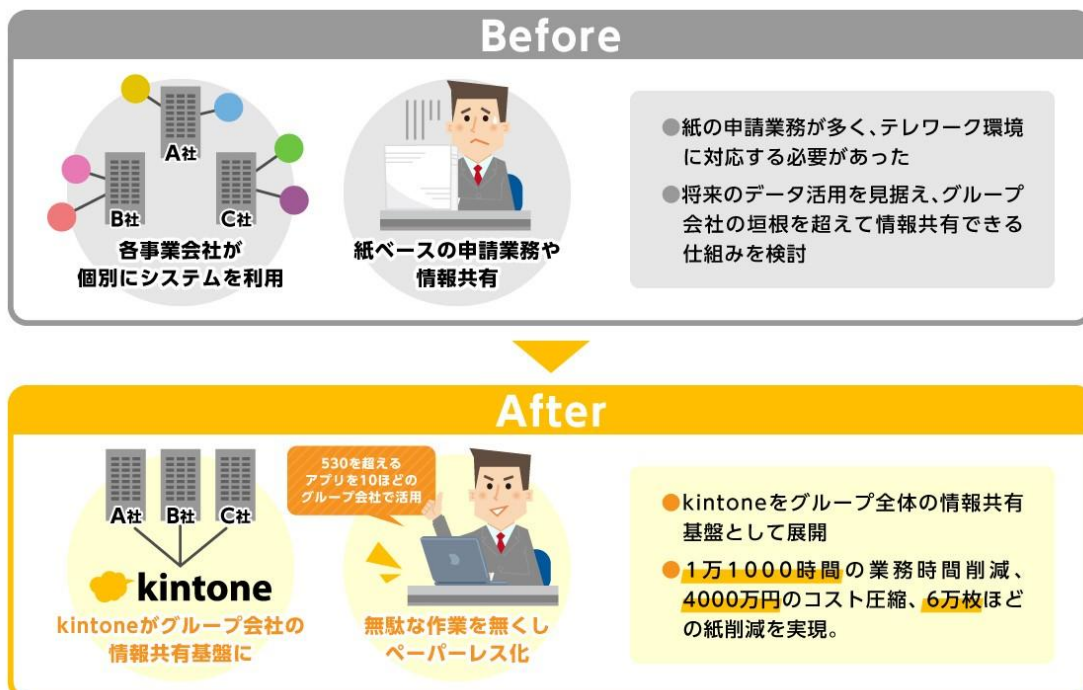 Before
A社
B社
C社
各事業会社が
個別にシステムを利用
紙ベースの申請業務や
情報共有
●紙の申請業務が多く、テレワーク環境
に対応する必要があった
●将来のデータ活用を見据え、グループ
会社の垣根を超えて情報共有できる
仕組みを検討
After
A社 B社 C社
kintone
kintoneがグループ会社の
情報共有基盤に
530を超える
アプリを10ほどの
グループ会社で活用
無駄な作業を無くし
ペーパーレス化
●kintoneをグループ全体の情報共有
基盤として展開
●1万1000時間の業務時間削減、
4000万円のコスト圧縮、6万枚ほど
の紙削減を実現。